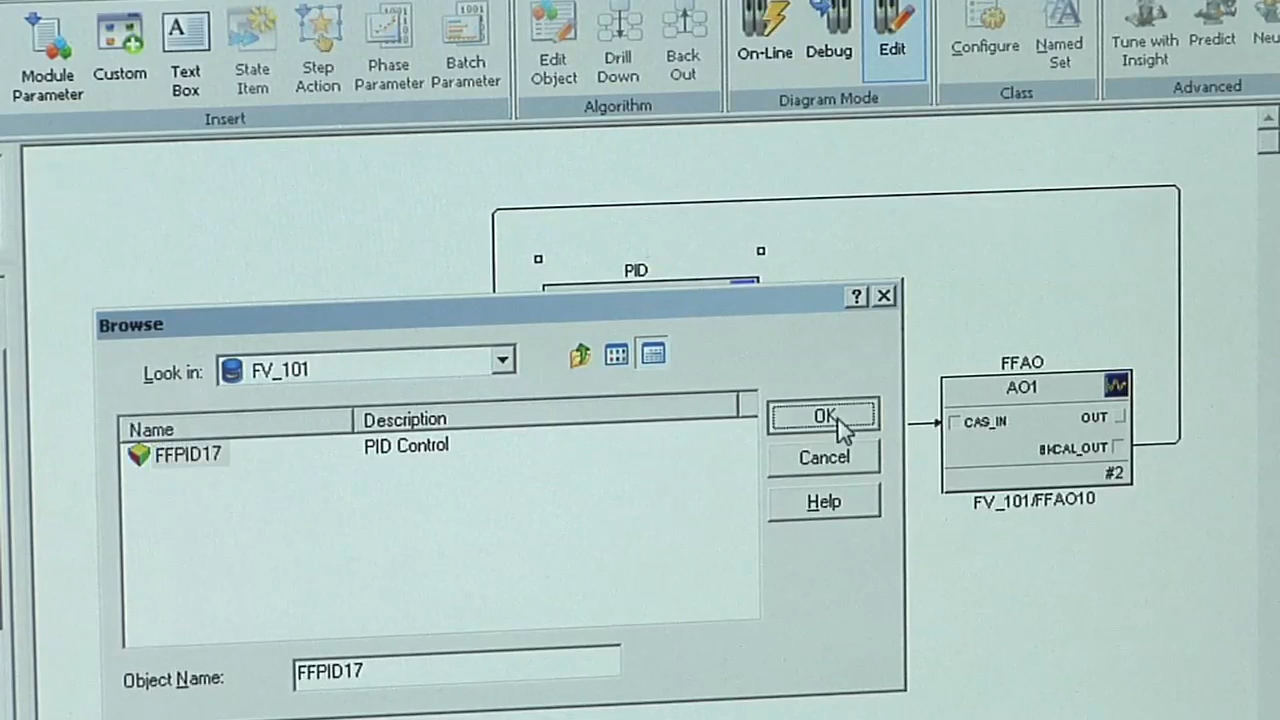 Module Parameter
Custom
Text Box
State Item
Step Action
Phase Parameter
Batch Parameter
Insert
Edit Object
Drill Down
Back Out
Algorithm
On-Line
Debug
Edit
Diagram Mode
Configure
Named Set
Class
Tune with Insight
Predict
Neu
Advanced
PID
Browse
Look in: FV_101
Name Description
FFPID17 PID Control
OK
Cancel
Help
Object Name: FFPID17
FFAO
AO1
CAS_IN OUT
BKCAL_OUT
#2
FV_101/FFAO10